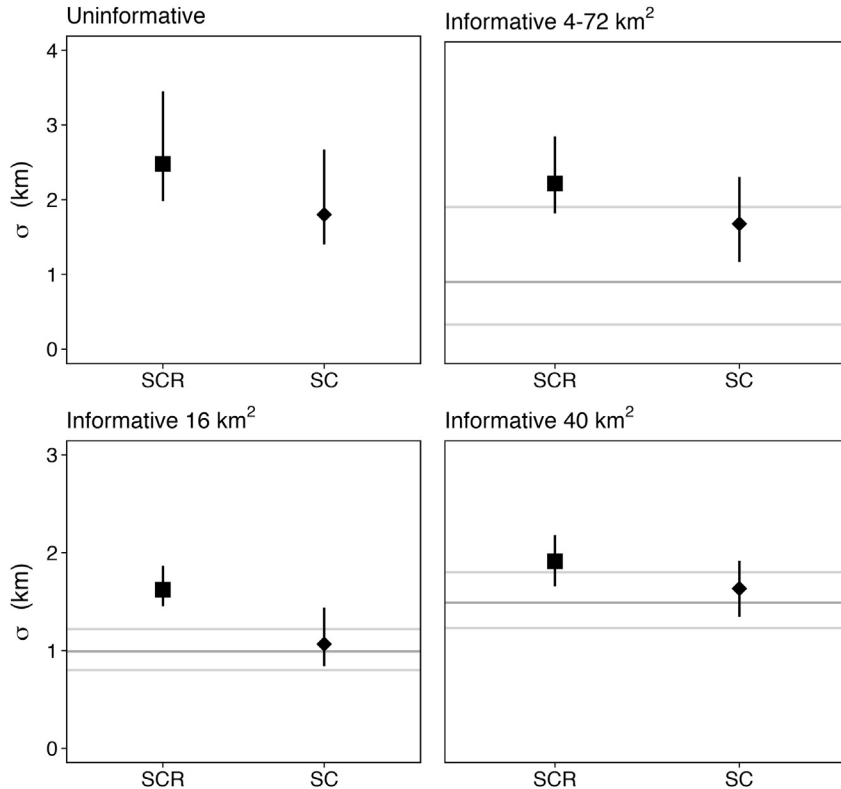 Uninformative
Informative 4-72 km²
4
3
2
1
0
σ (km)
SCR
SC
SCR
SC
Informative 16 km²
Informative 40 km²
3
2
1
0
σ (km)
SCR
SC
SCR
SC